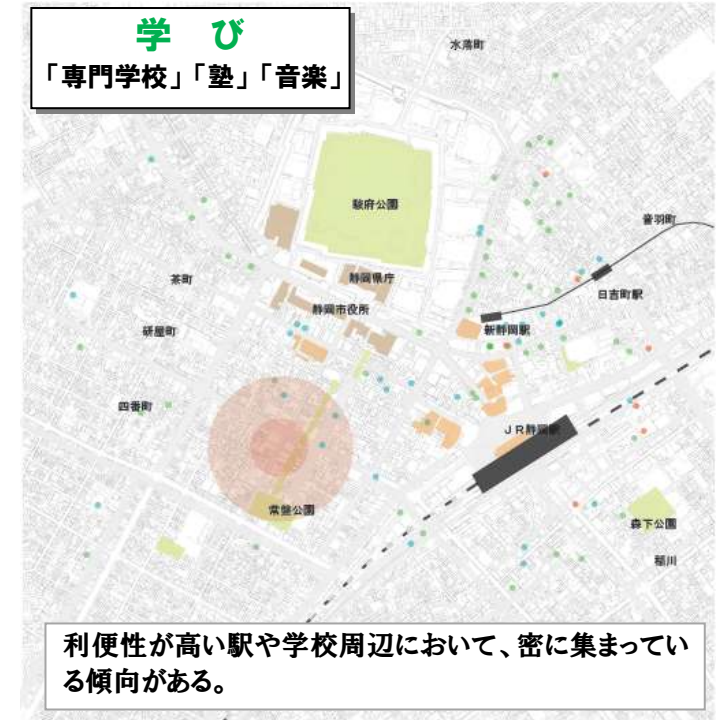 学 び
「専門学校」「塾」「音楽」
水落町
駿府公園
音羽町
茶町
静岡県庁
日吉町駅
静岡市役所
研屋町
新静岡駅
四番町
JR静岡駅
常盤公園
森下公園
稲川
利便性が高い駅や学校周辺において、密に集まってい
る傾向がある。